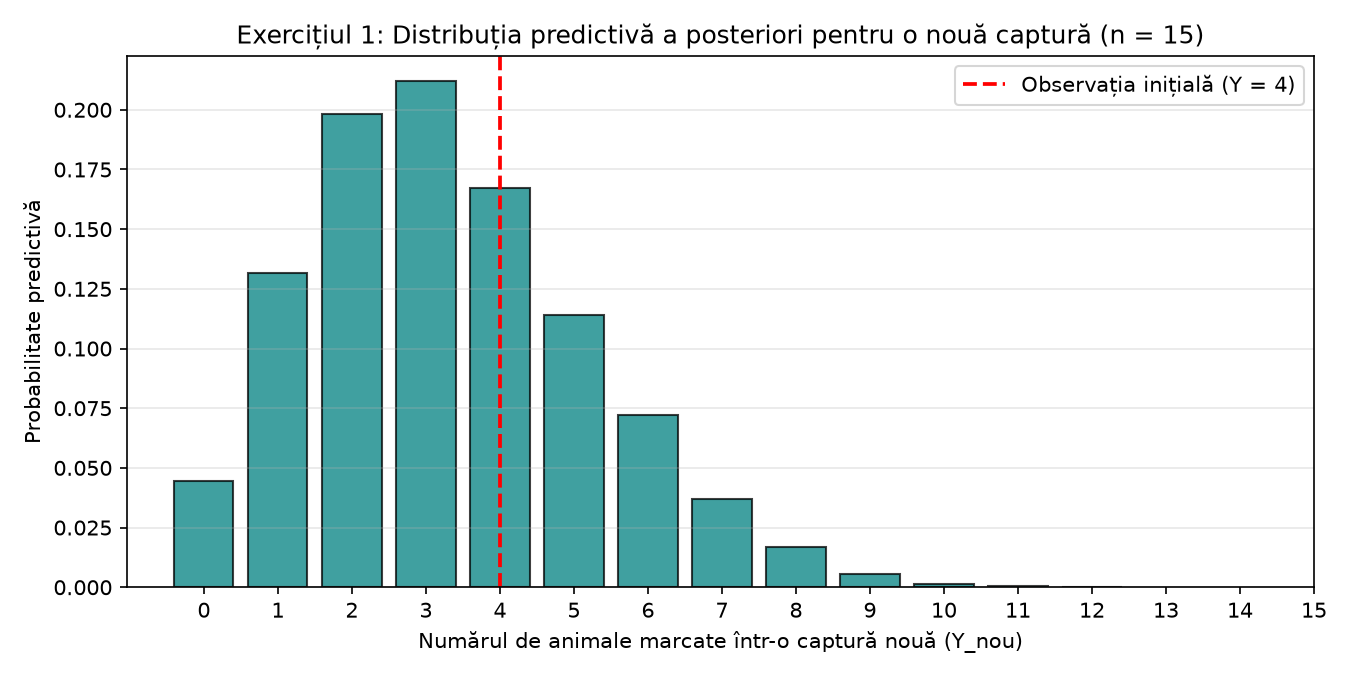 Exercițiul 1: Distribuția predictivă a posteriori pentru o nouă captură (n = 15)
Observația inițială (Y = 4)
Probabilitate predictivă
0.200
0.175
0.150
0.125
0.100
0.075
0.050
0.025
0.000
0 1 2 3 4 5 6 7 8 9 10 11 12 13 14 15
Numărul de animale marcate într-o captură nouă (Y_nou)